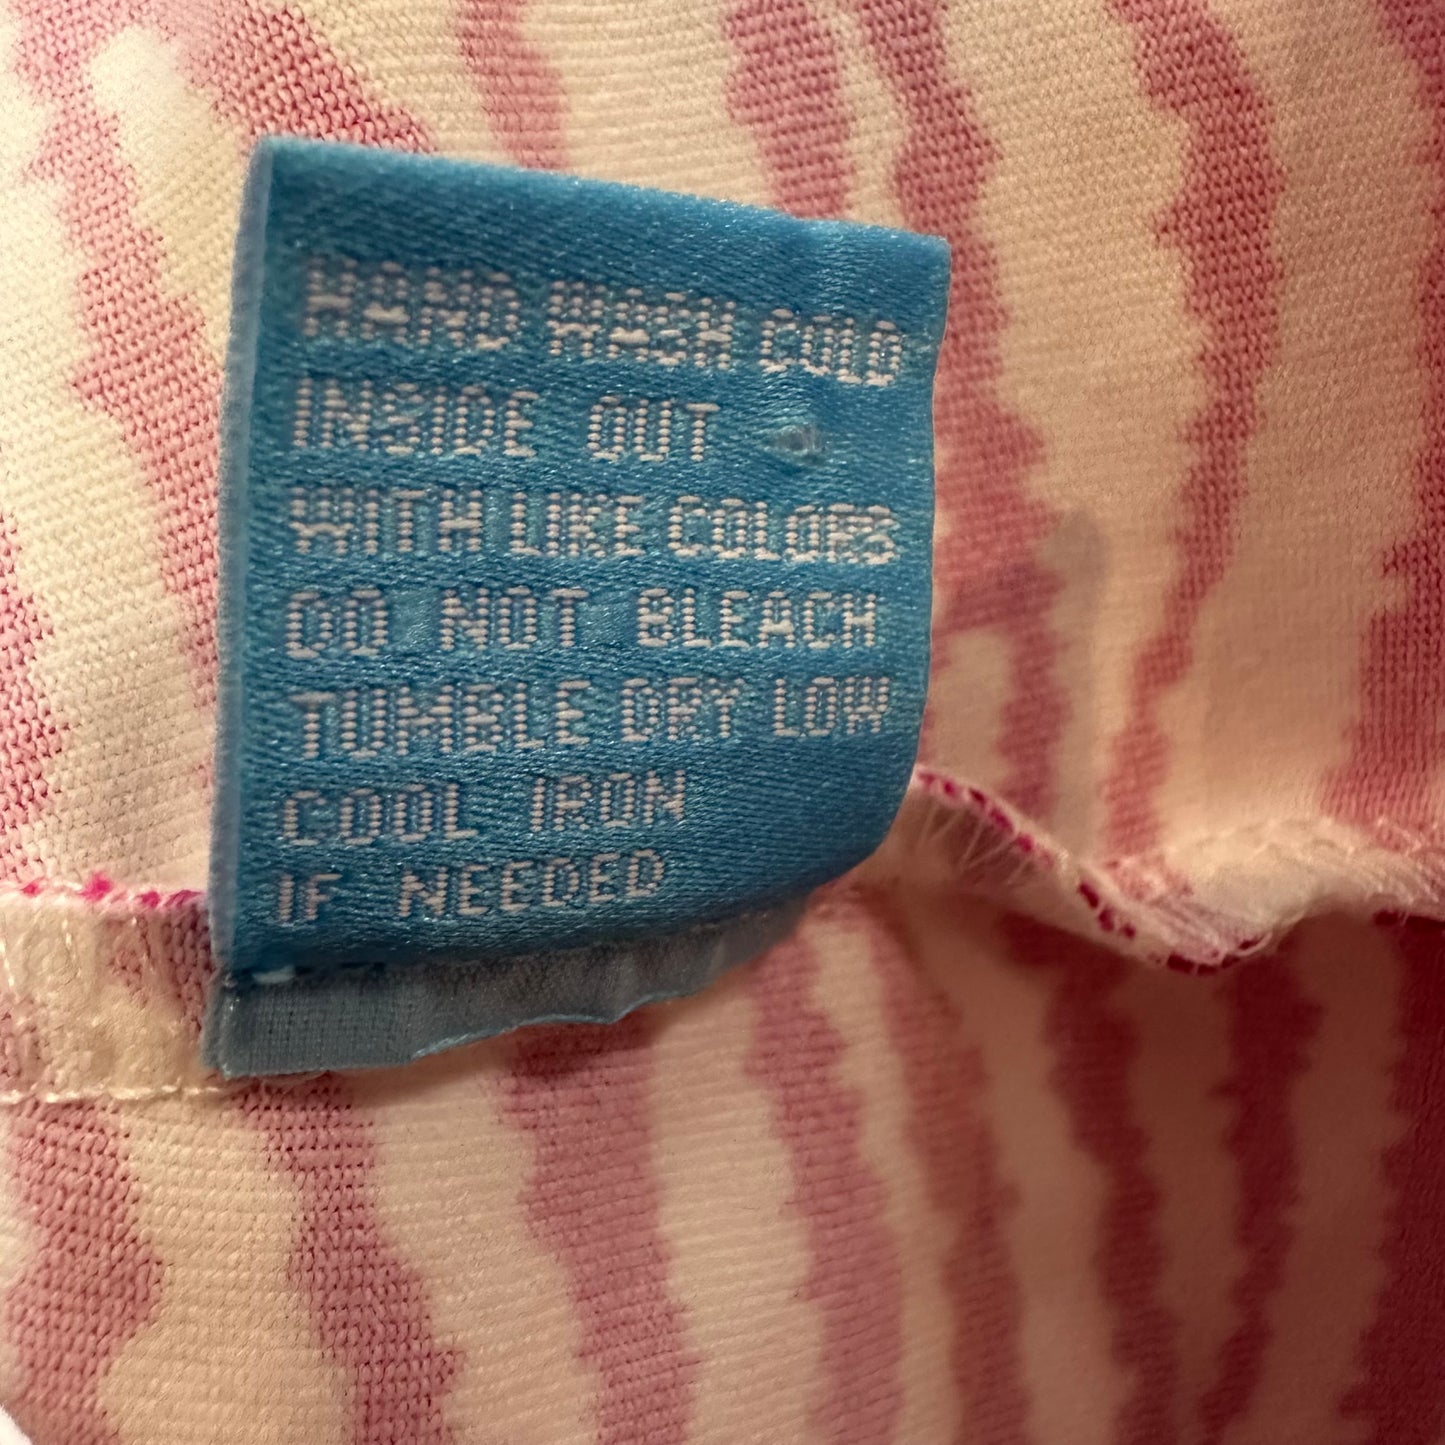 HAND WASH COLD
INSIDE OUT
WITH LIKE COLORS
DO NOT BLEACH
TUMBLE DRY LOW
COOL IRON
IF NEEDED